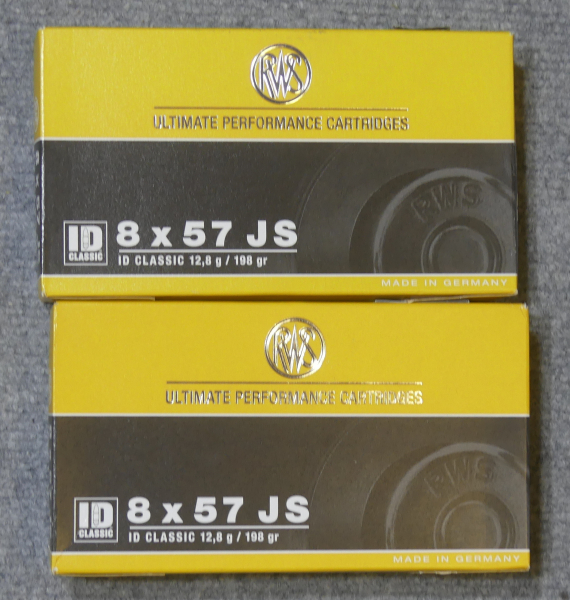 RWS
ULTIMATE PERFORMANCE CARTRIDGES
RWS
ID
CLASSIC
8 x 57 JS
ID CLASSIC 12,8 g / 198 gr
MADE IN GERMANY
RWS
ULTIMATE PERFORMANCE CARTRIDGES
RWS
ID
CLASSIC
8 x 57 JS
ID CLASSIC 12,8 g / 198 gr
MADE IN GERMANY